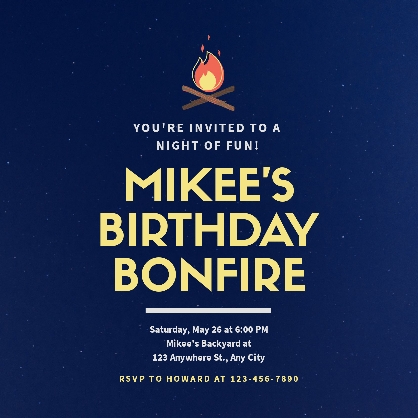 YOU'RE INVITED TO A
NIGHT OF FUN!
MIKEE'S
BIRTHDAY
BONFIRE
Saturday, May 26 at 6:00 PM
Mikee's Backyard at
123 Anywhere St., Any City
RSVP TO HOWARD AT 123-456-7890